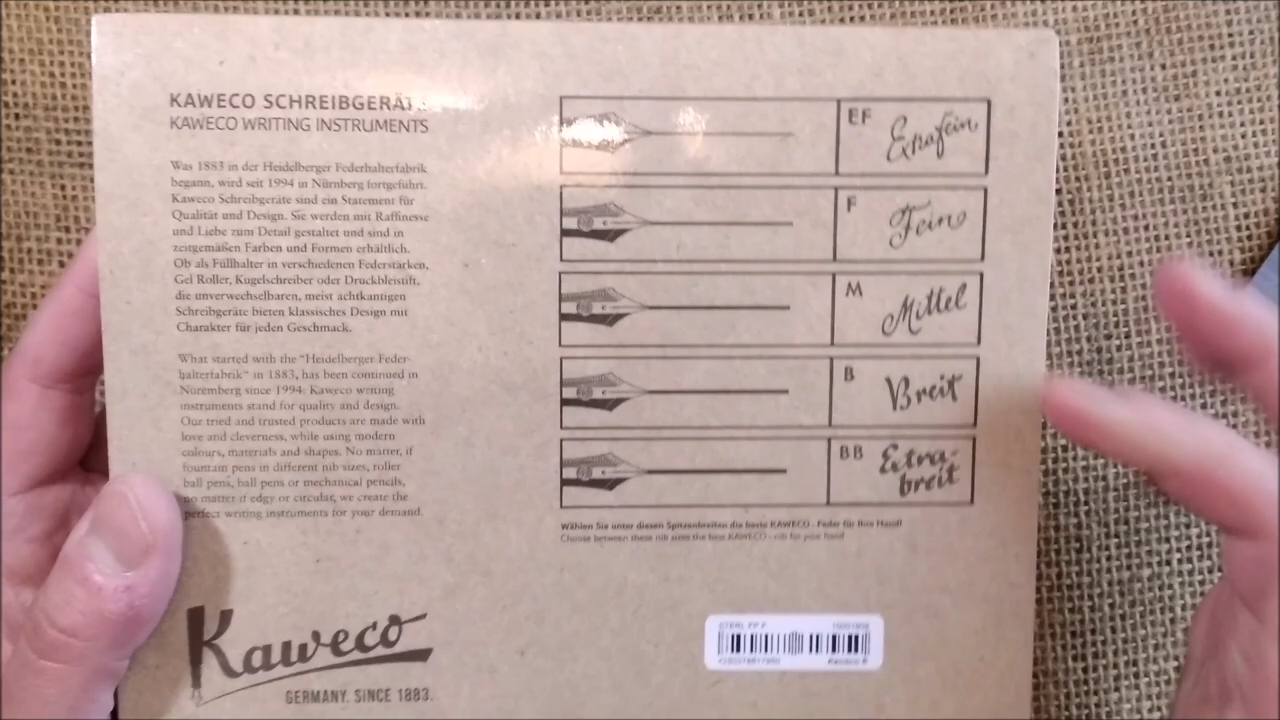 KAWECO SCHREIBGERÄTE
KAWECO WRITING INSTRUMENTS
Was 1883 in der Heidelberger Federhalterfabrik
begann, wird seit 1994 in Nürnberg fortgeführt.
Kaweco Schreibgeräte sind ein Statement für
Qualität und Design. Sie werden mit Raffinesse
und Liebe zum Detail gestaltet und sind in
zeitgemäßen Farben und Formen erhältlich.
Ob als Füllhalter in verschiedenen Federstärken,
Gel Roller, Kugelschreiber oder Druckbleistift,
die unverwechselbaren, meist achtkantigen
Schreibgeräte bieten klassisches Design mit
Charakter für jeden Geschmack.
What started with the "Heidelberger Feder-
halterfabrik" in 1883, has been continued in
Nuremberg since 1994. Kaweco writing
instruments stand for quality and design.
Our tried and trusted products are made with
love and cleverness, while using modern
colours, materials and shapes. No matter, if
fountain pens in different nib sizes, roller
ball pens, ball pens or mechanical pencils,
no matter if edgy or circular, we create the
perfect writing instruments for your demand.
Kaweco
GERMANY. SINCE 1883.
EF
Extrafein
F
Fein
M
Mittel
B
Breit
BB
Extra-
breit
Wählen Sie unter diesen Spitzenbreiten die beste KAWECO - Feder für Ihre Hand!
Choose between these nib sizes the best KAWECO - nib for your hand